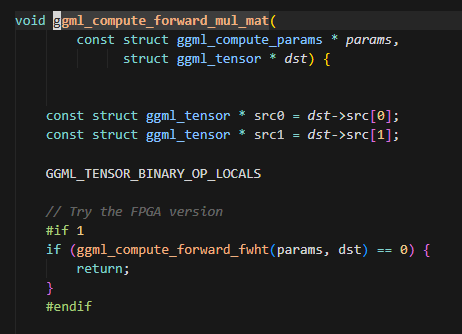 void ggml_compute_forward_mul_mat(
const struct ggml_compute_params * params,
struct ggml_tensor * dst) {
const struct ggml_tensor * src0 = dst->src[0];
const struct ggml_tensor * src1 = dst->src[1];
GGML_TENSOR_BINARY_OP_LOCALS
// Try the FPGA version
#if 1
if (ggml_compute_forward_fwht(params, dst) == 0) {
return;
}
#endif